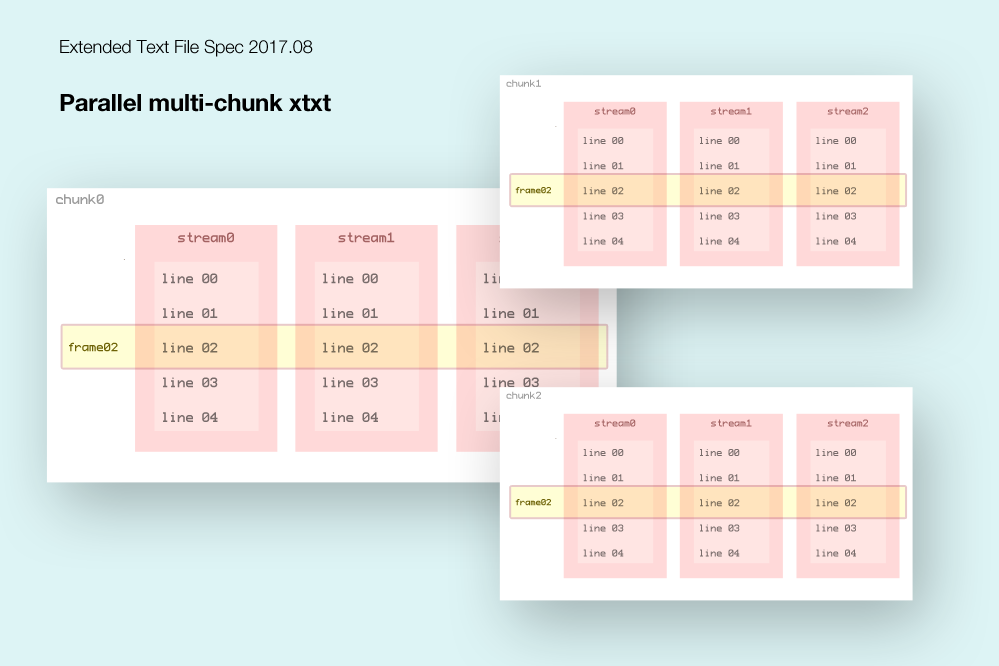 Extended Text File Spec 2017.08
Parallel multi-chunk xtxt
chunk0
stream0 stream1
line 00 line 00
line 01 line 01 line 01
frame02 line 02 line 02 line 02
line 03 line 03 line 03
line 04 line 04
chunk1
stream0 stream1 stream2
line 00 line 00 line 00
line 01 line 01 line 01
frame02 line 02 line 02 line 02
line 03 line 03 line 03
line 04 line 04 line 04
chunk2
stream0 stream1 stream2
line 00 line 00 line 00
line 01 line 01 line 01
frame02 line 02 line 02 line 02
line 03 line 03 line 03
line 04 line 04 line 04